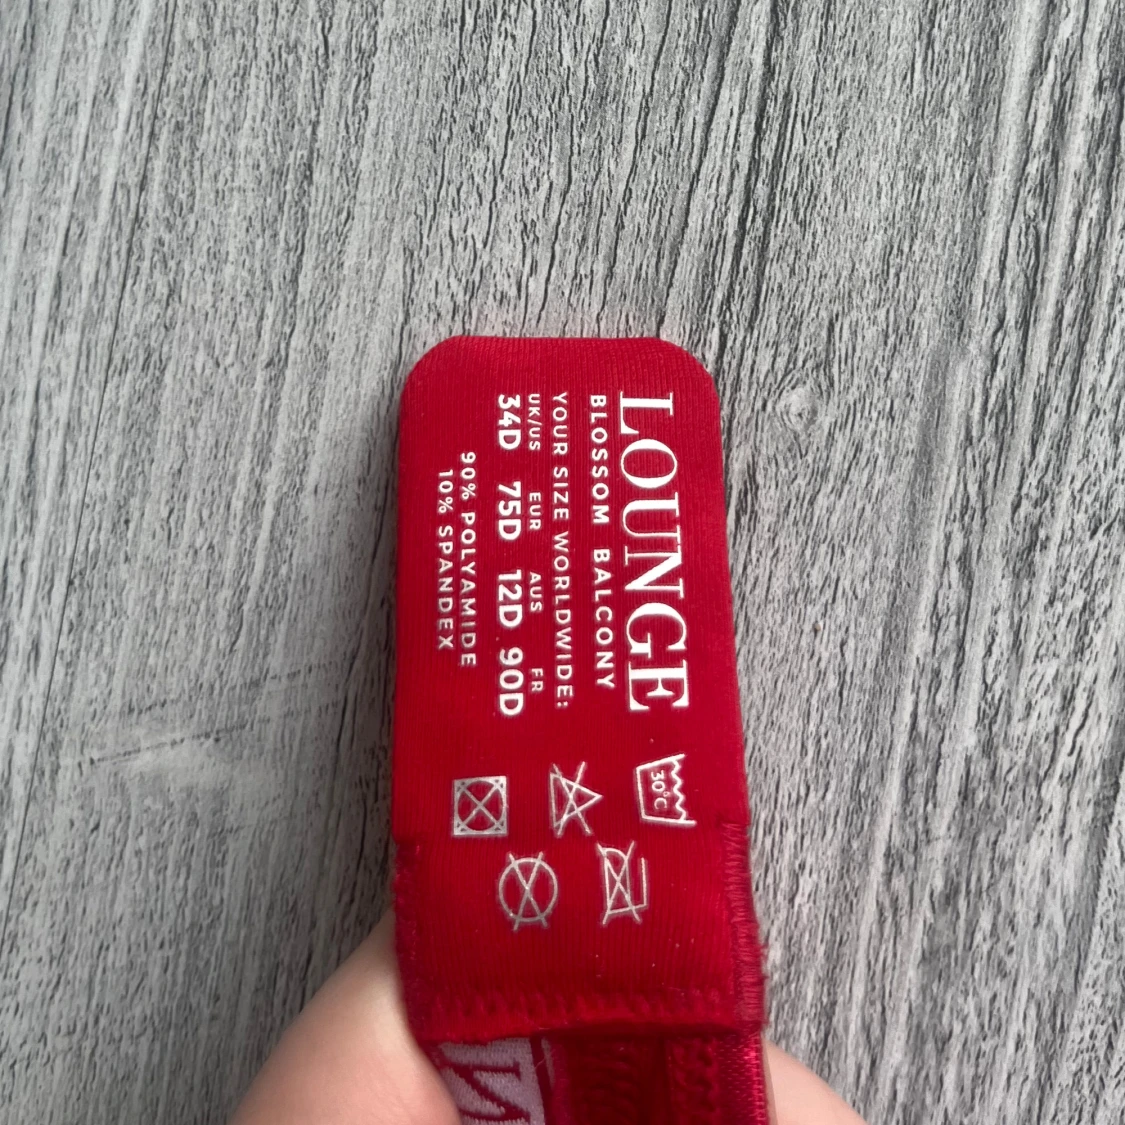 LOUNGE
BLOSSOM BALCONY
YOUR SIZE WORLDWIDE:
UK/US EUR AUS FR
34D 75D 12D 90D
90% POLYAMIDE
10% SPANDEX
30°C